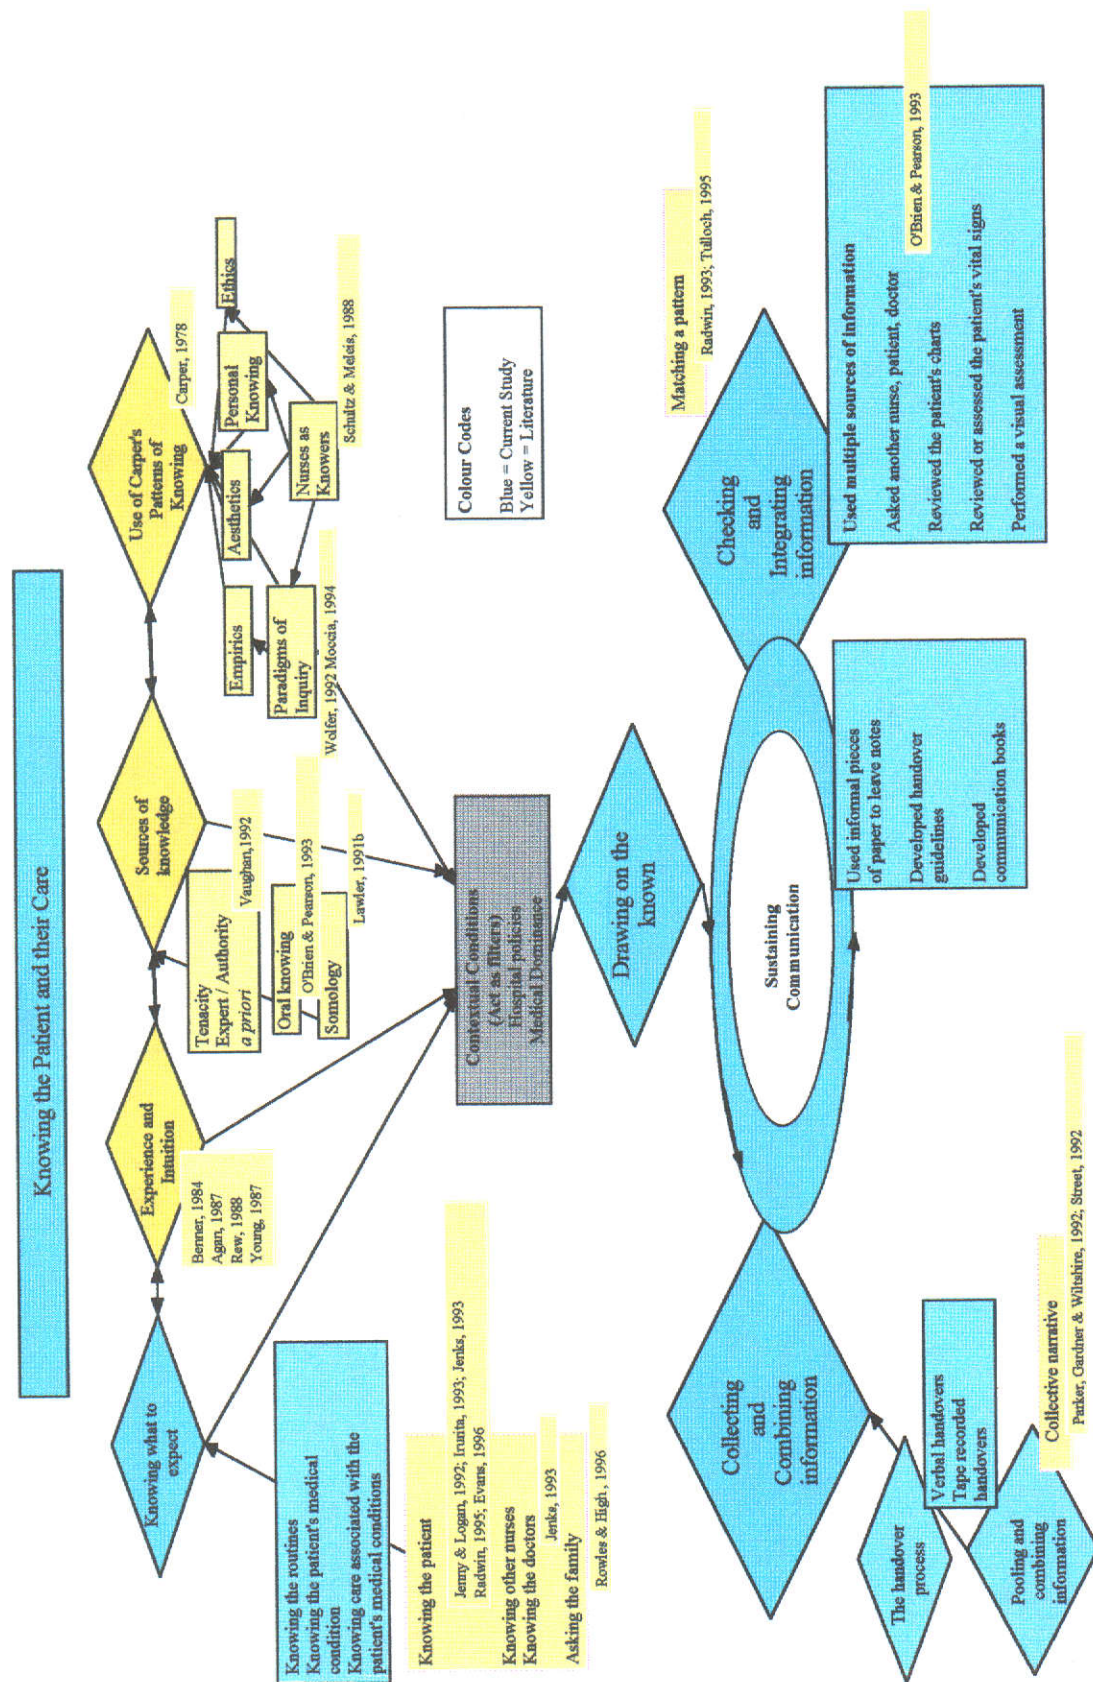 Knowing the Patient and their Care
Knowing what to
expect
Experience and
Intuition
Sources of
knowledge
Use of Carper's
Patterns of
Knowing
Carper, 1978
Benner, 1984
Agan, 1987
Rew, 1988
Young, 1987
Tenacity
Expert / Authority
a priori
Vaughan,1992
Oral knowing
O'Brien & Pearson, 1993
Somology
Lawler, 1991b
Empirics
Aesthetics
Personal
Knowing
Ethics
Paradigms of
Inquiry
Nurses as
Knowers
Wolfer, 1992 Moccia, 1994
Schultz & Meleis, 1988
Knowing the routines
Knowing the patient's medical
condition
Knowing care associated with the
patient's medical conditions
Knowing the patient
Jenny & Logan, 1992; Irunita, 1993; Jenks, 1993
Radwin, 1995; Evans, 1996
Knowing other nurses
Knowing the doctors
Jenks, 1993
Asking the family
Rowles & High, 1996
Contextual Conditions
(Act as filters)
Hospital policies
Medical Dominance
Colour Codes
Blue = Current Study
Yellow = Literature
Drawing on the
known
Collecting
and
Combining
information
Sustaining
Communication
Checking
and
Integrating
information
Matching a pattern
Radwin, 1993; Tulloch, 1995
The handover
process
Verbal handovers
Tape recorded
handovers
Pooling and
combining
information
Collective narrative
Parker, Gardner & Wiltshire, 1992; Street, 1992
Used informal pieces
of paper to leave notes
Developed handover
guidelines
Developed
communication books
Used multiple sources of information
Asked another nurse, patient, doctor
O'Brien & Pearson, 1993
Reviewed the patient's charts
Reviewed or assessed the patient's vital signs
Performed a visual assessment